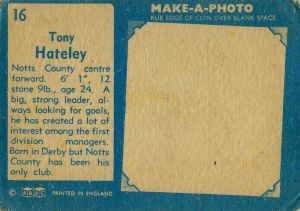 16
Tony
Hateley
Notts County centre
forward. 6' 1", 12
stone 9lb., age 24. A
big, strong leader, al-
ways looking for goals,
he has created a lot of
interest among the first
division managers.
Born in Derby but Notts
County has been his
only club.
© A&BC PRINTED IN ENGLAND
MAKE-A-PHOTO
RUB EDGE OF COIN OVER BLANK SPACE